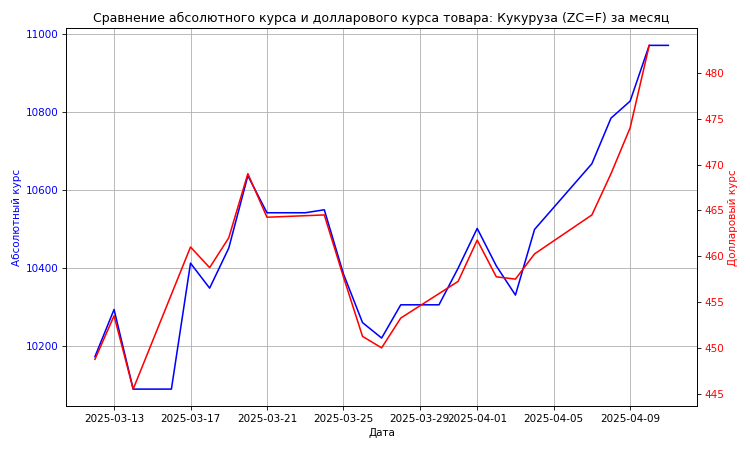 Сравнение абсолютного курса и долларового курса товара: Кукуруза (ZC=F) за месяц
11000
10800
10600
10400
10200
Абсолютный курс
480
475
470
465
460
455
450
445
Долларовый курс
2025-03-13 2025-03-17 2025-03-21 2025-03-25 2025-03-29 2025-04-01 2025-04-05 2025-04-09
Дата